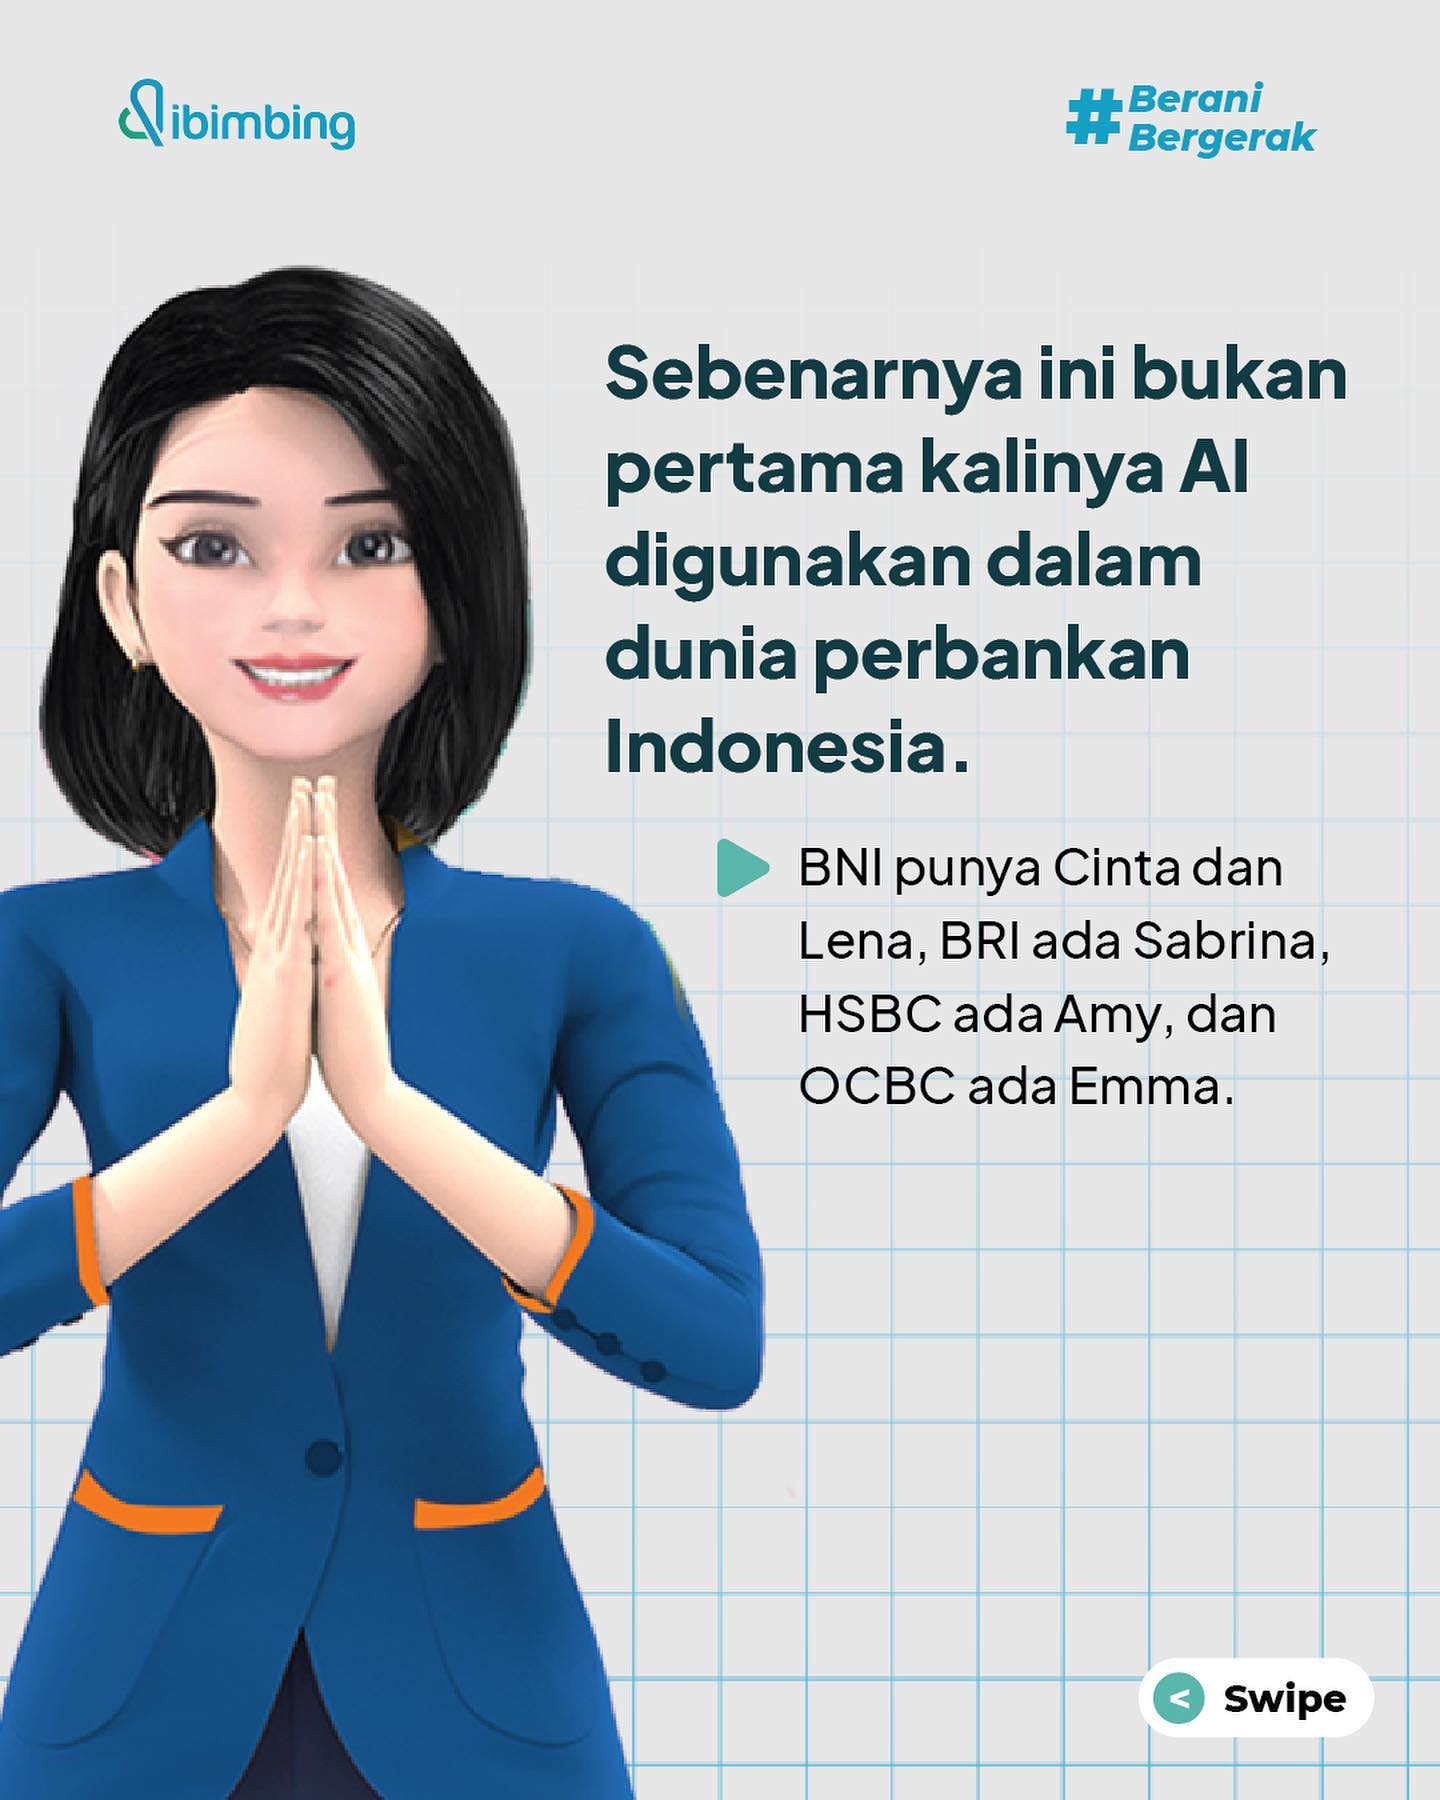 ibimbing
#Berani
Bergerak
Sebenarnya ini bukan
pertama kalinya AI
digunakan dalam
dunia perbankan
Indonesia.
BNI punya Cinta dan
Lena, BRI ada Sabrina,
HSBC ada Amy, dan
OCBC ada Emma.
< Swipe